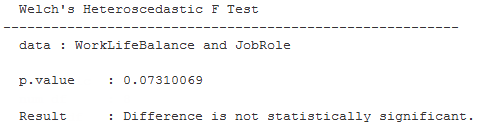 Welch's Heteroscedastic F Test
---------------------------------------------------------
data : WorkLifeBalance and JobRole
p.value    : 0.07310069
Result     : Difference is not statistically significant.